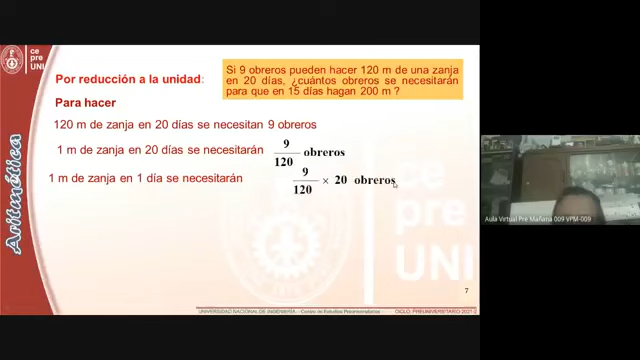 ce
pre
UNI
Por reducción a la unidad:
Si 9 obreros pueden hacer 120 m de una zanja
en 20 días, ¿cuántos obreros se necesitarán
para que en 15 días hagan 200 m ?
Para hacer
120 m de zanja en 20 días se necesitan 9 obreros
1 m de zanja en 20 días se necesitarán 9/120 obreros
1 m de zanja en 1 día se necesitarán 9/120 × 20 obreros
Aritmética
ce
pre
UNI
7
UNIVERSIDAD NACIONAL DE INGENIERÍA - Centro de Estudios Preuniversitarios
CICLO: PREUNIVERSITARIO 2021-2
Aula Virtual Pre Mañana 009 VPM-009